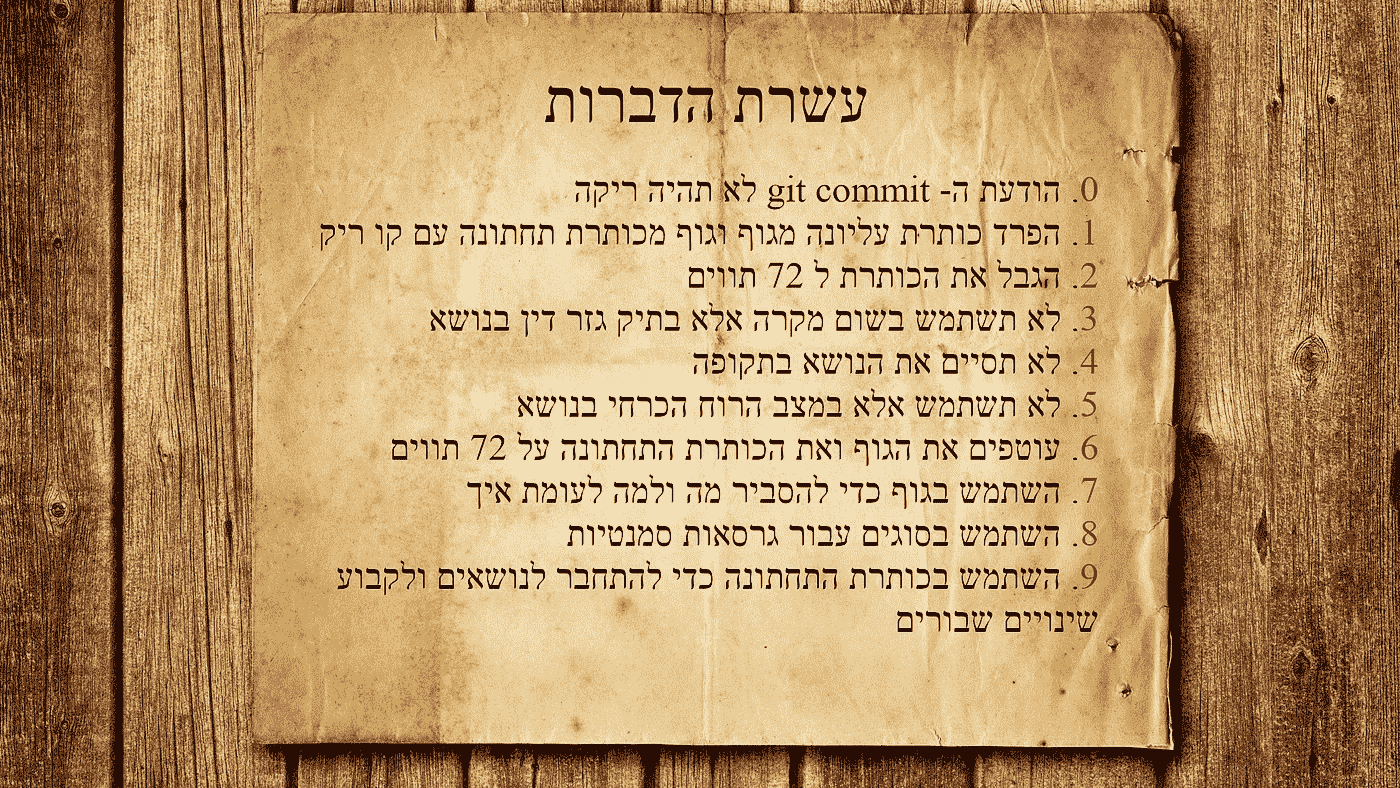 עשרת הדברות
0. הודעת ה- git commit לא תהיה ריקה
1. הפרד כותרת עליונה מגוף וגוף מכותרת תחתונה עם קו ריק
2. הגבל את הכותרת ל 72 תווים
3. לא תשתמש בשום מקרה אלא בתיק גזר דין בנושא
4. לא תסיים את הנושא בתקופה
5. לא תשתמש אלא במצב הרוח הכרחי בנושא
6. עוטפים את הגוף ואת הכותרת התחתונה על 72 תווים
7. השתמש בגוף כדי להסביר מה ולמה לעומת איך
8. השתמש בסוגים עבור גרסאות סמנטיות
9. השתמש בכותרת התחתונה כדי להתחבר לנושאים ולקבוע
שינויים שבורים